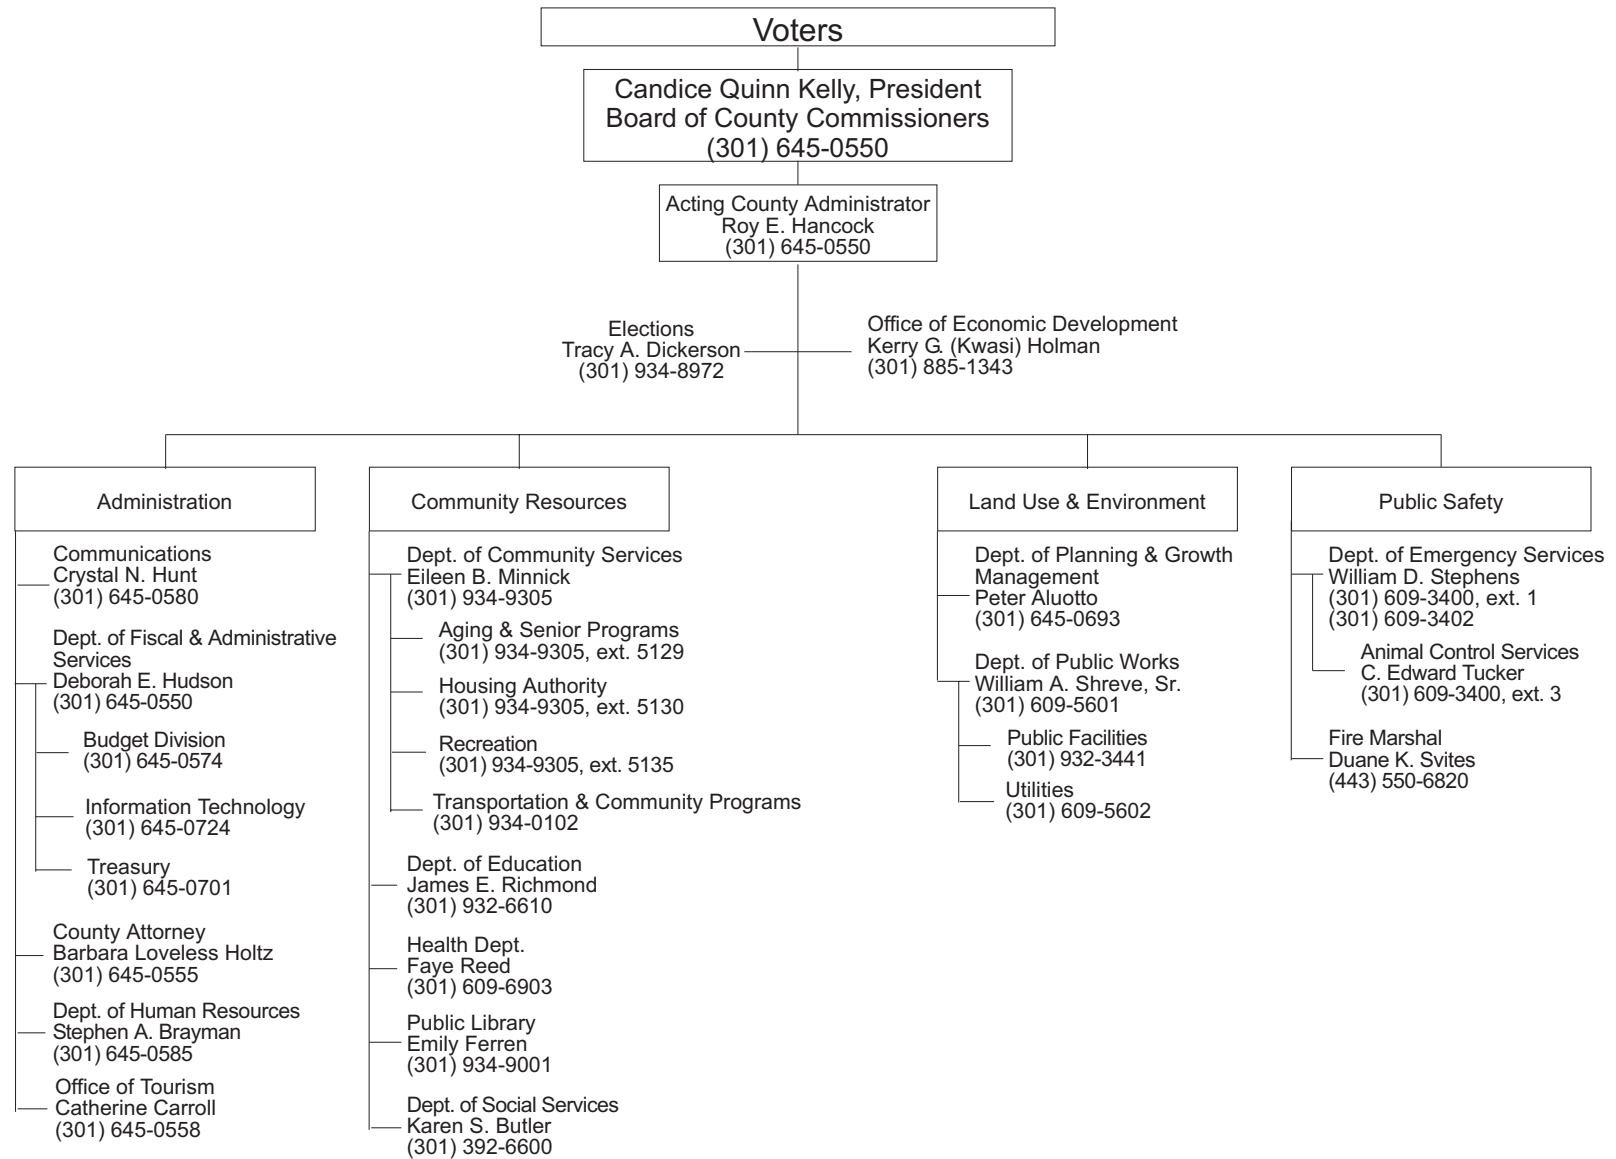 Voters
Candice Quinn Kelly, President
Board of County Commissioners
(301) 645-0550
Acting County Administrator
Roy E. Hancock
(301) 645-0550
Elections
Tracy A. Dickerson
(301) 934-8972
Office of Economic Development
Kerry G. (Kwasi) Holman
(301) 885-1343
Administration
Communications
Crystal N. Hunt
(301) 645-0580
Dept. of Fiscal & Administrative
Services
Deborah E. Hudson
(301) 645-0550
Budget Division
(301) 645-0574
Information Technology
(301) 645-0724
Treasury
(301) 645-0701
County Attorney
Barbara Loveless Holtz
(301) 645-0555
Dept. of Human Resources
Stephen A. Brayman
(301) 645-0585
Office of Tourism
Catherine Carroll
(301) 645-0558
Community Resources
Dept. of Community Services
Eileen B. Minnick
(301) 934-9305
Aging & Senior Programs
(301) 934-9305, ext. 5129
Housing Authority
(301) 934-9305, ext. 5130
Recreation
(301) 934-9305, ext. 5135
Transportation & Community Programs
(301) 934-0102
Dept. of Education
James E. Richmond
(301) 932-6610
Health Dept.
Faye Reed
(301) 609-6903
Public Library
Emily Ferren
(301) 934-9001
Dept. of Social Services
Karen S. Butler
(301) 392-6600
Land Use & Environment
Dept. of Planning & Growth
Management
Peter Aluotto
(301) 645-0693
Dept. of Public Works
William A. Shreve, Sr.
(301) 609-5601
Public Facilities
(301) 932-3441
Utilities
(301) 609-5602
Public Safety
Dept. of Emergency Services
William D. Stephens
(301) 609-3400, ext. 1
(301) 609-3402
Animal Control Services
C. Edward Tucker
(301) 609-3400, ext. 3
Fire Marshal
Duane K. Svites
(443) 550-6820